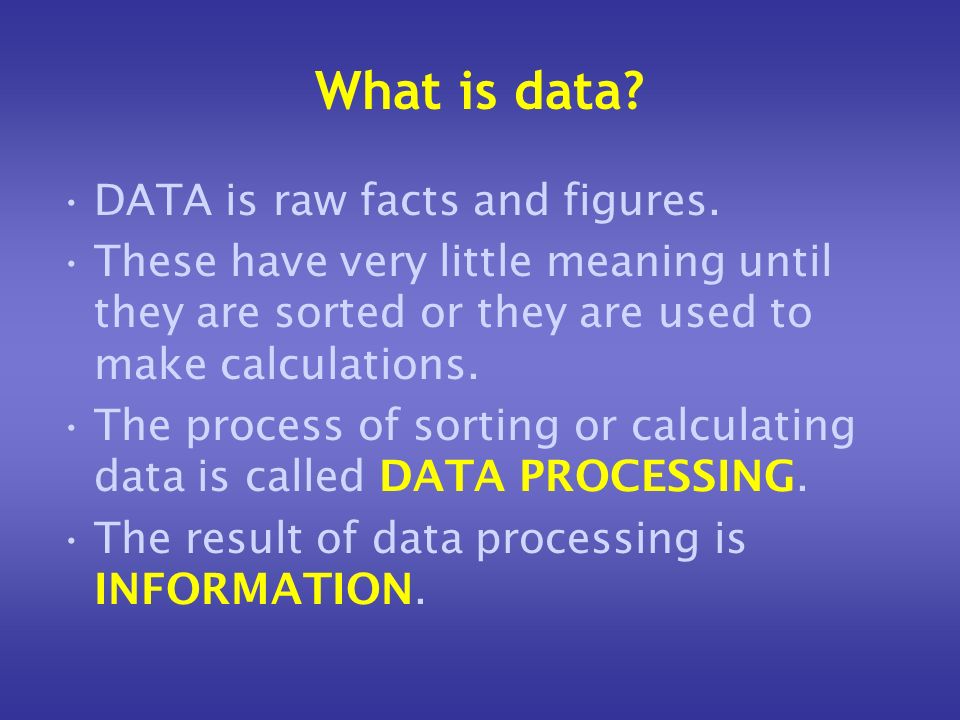 What is data?
• DATA is raw facts and figures.
• These have very little meaning until
they are sorted or they are used to
make calculations.
• The process of sorting or calculating
data is called DATA PROCESSING.
• The result of data processing is
INFORMATION.